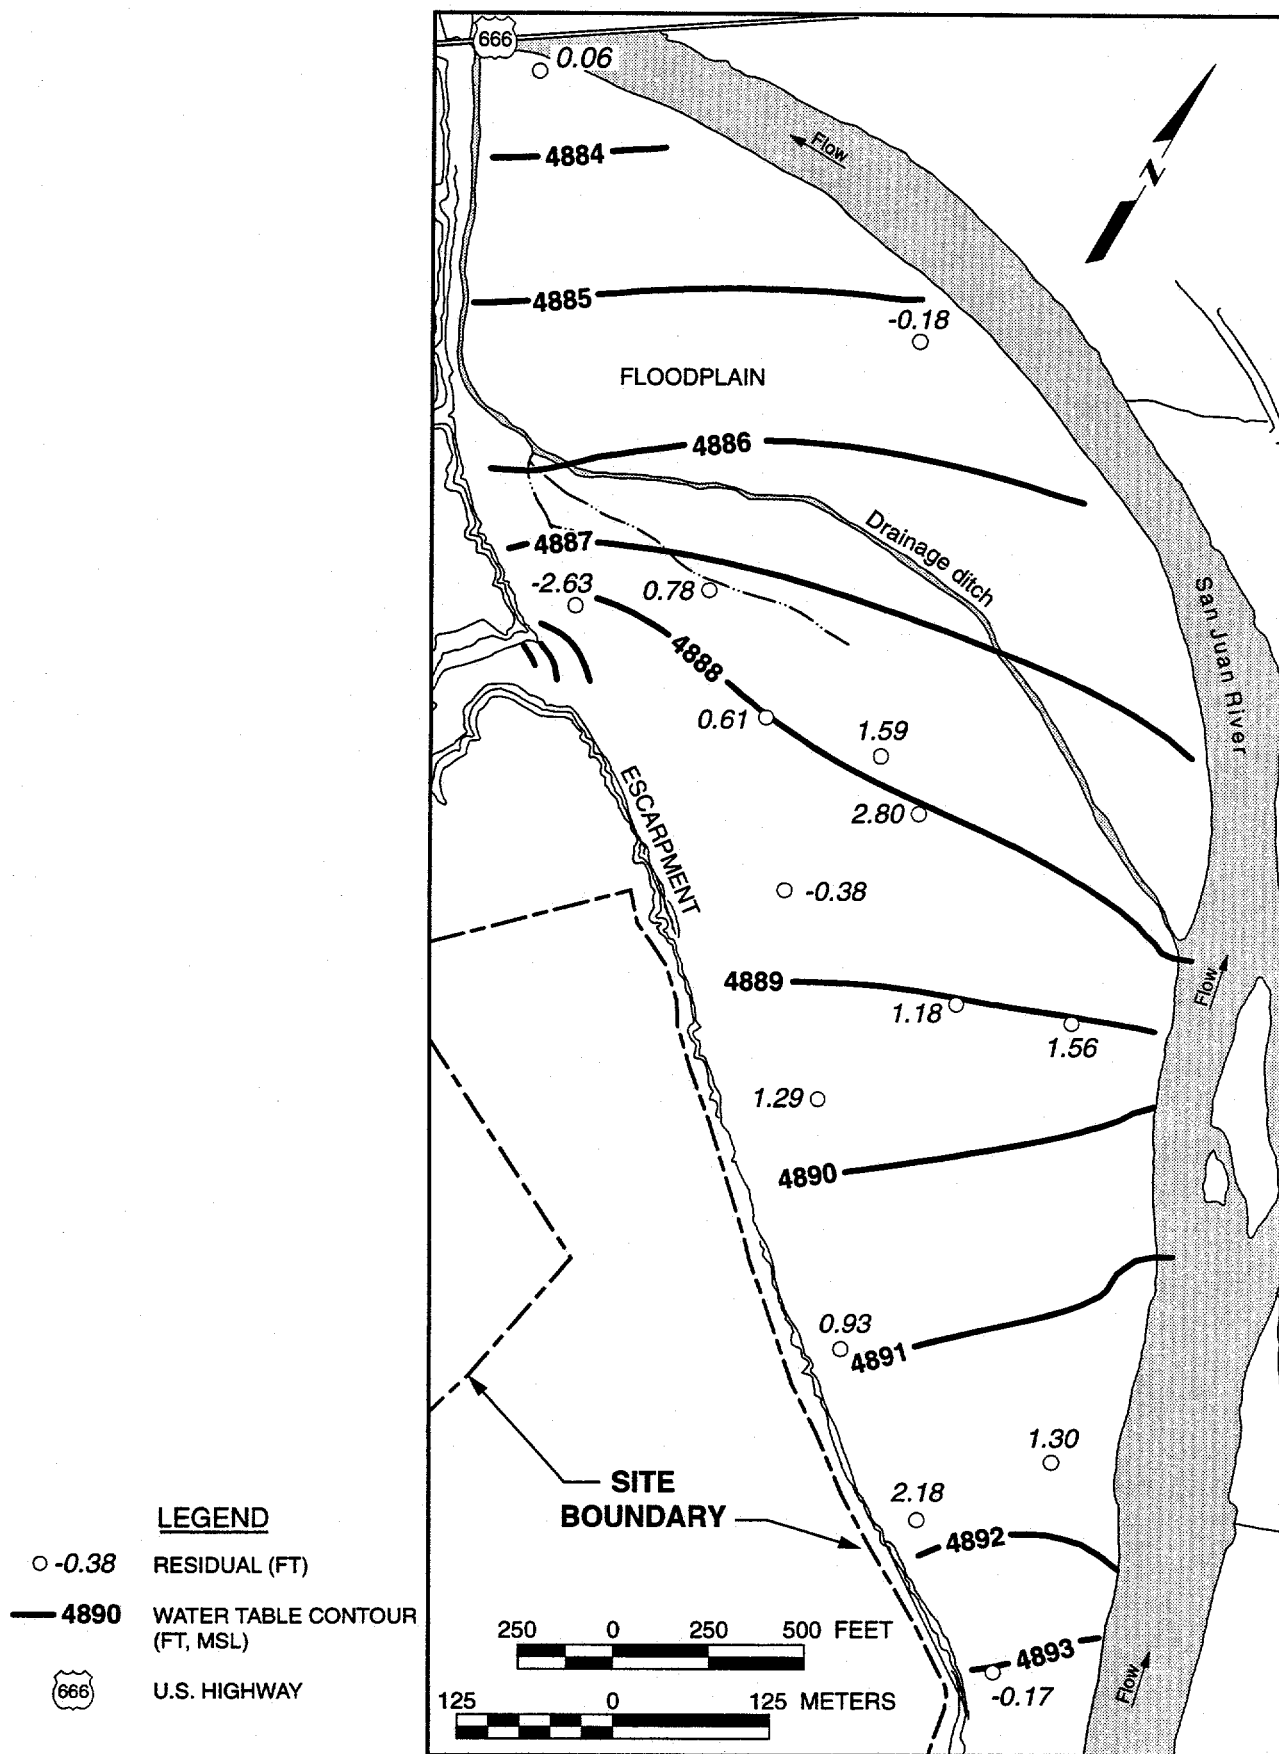 666
0.06
Flow
N
4884
4885
-0.18
FLOODPLAIN
4886
Drainage ditch
4887
-2.63
0.78
San Juan River
4888
0.61
1.59
ESCARPMENT
2.80
-0.38
4889
Flow
1.18
1.56
1.29
4890
0.93
4891
1.30
SITE
BOUNDARY
2.18
4892
4893
-0.17
Flow
250 0 250 500 FEET
125 0 125 METERS
LEGEND
-0.38 RESIDUAL (FT)
4890 WATER TABLE CONTOUR
(FT, MSL)
666 U.S. HIGHWAY